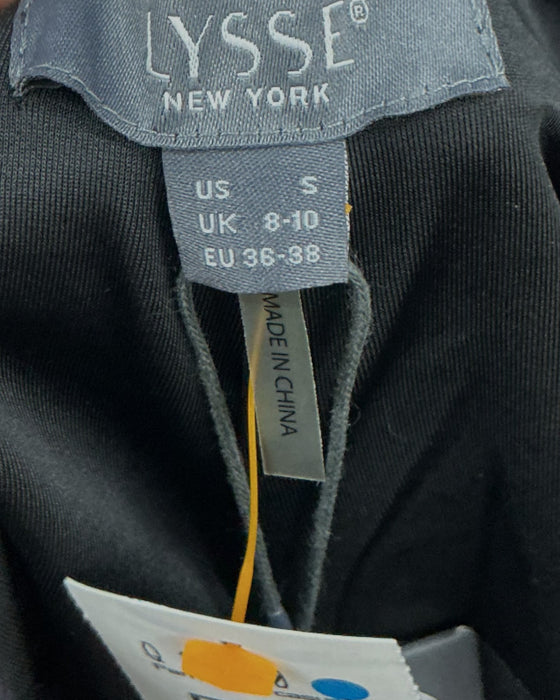 LYSSE®
NEW YORK
US S
UK 8-10
EU 36-38
MADE IN CHINA